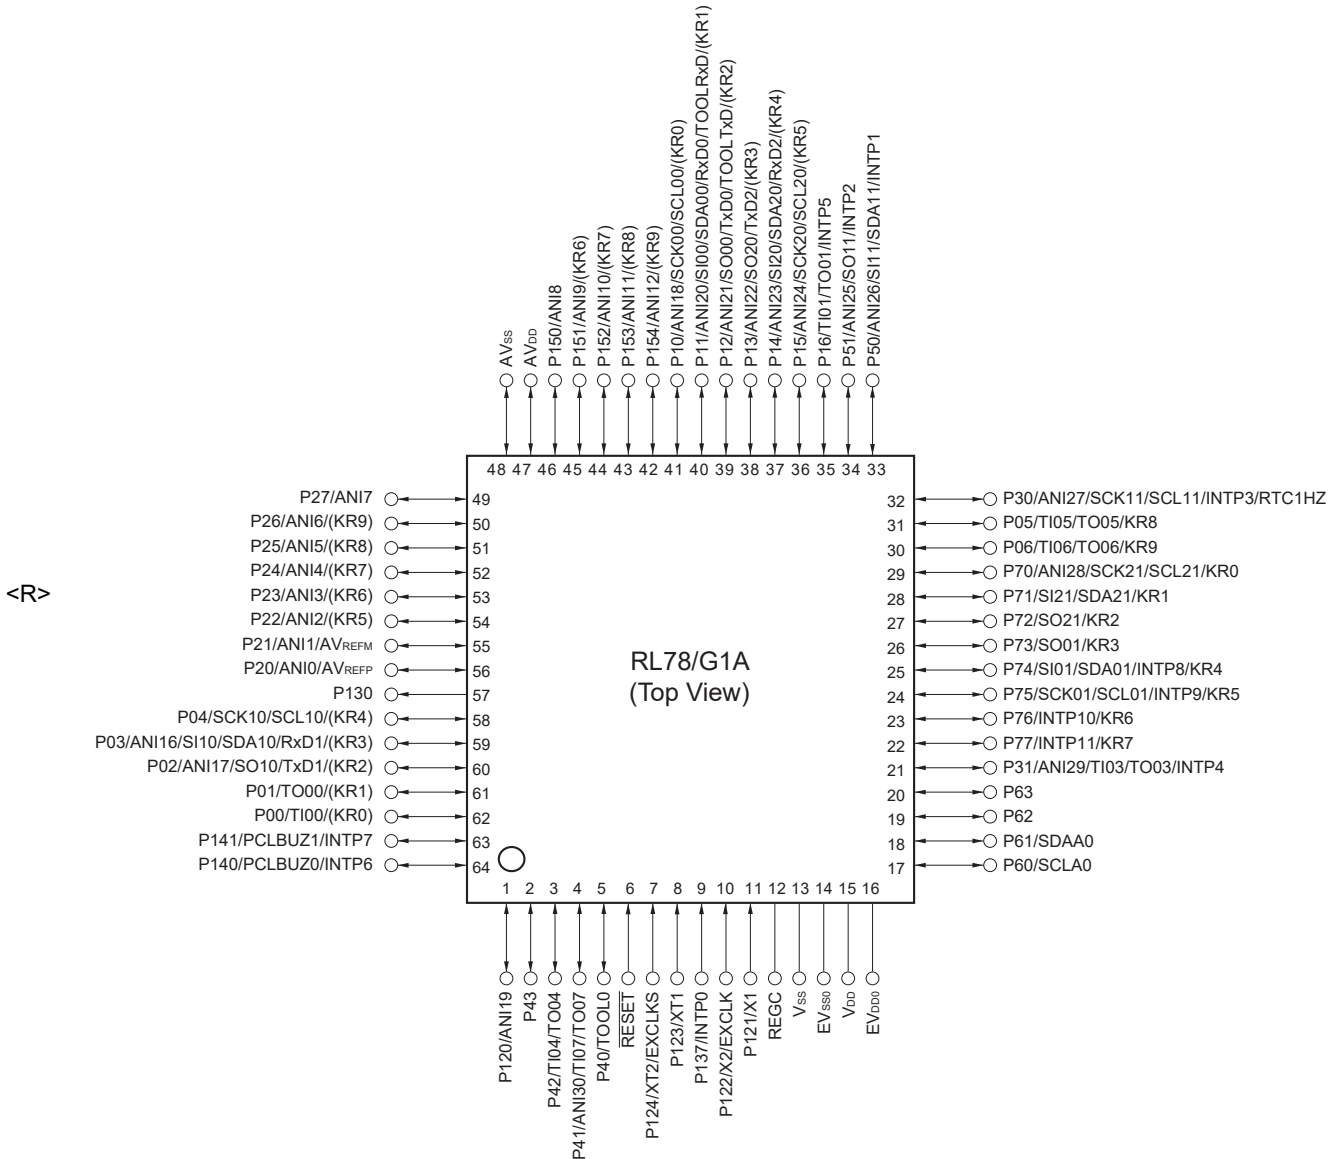 AVSS
AVDD
P150/ANI8
P151/ANI9/(KR6)
P152/ANI10/(KR7)
P153/ANI11/(KR8)
P154/ANI12/(KR9)
P10/ANI18/SCK00/SCL00/(KR0)
P11/ANI20/SI00/SDA00/RxD0/TOOLRxD/(KR1)
P12/ANI21/SO00/TxD0/TOOLTxD/(KR2)
P13/ANI22/SO20/TxD2/(KR3)
P14/ANI23/SI20/SDA20/RxD2/(KR4)
P15/ANI24/SCK20/SCL20/(KR5)
P16/TI01/TO01/INTP5
P51/ANI25/SO11/INTP2
P50/ANI26/SI11/SDA11/INTP1
48 47 46 45 44 43 42 41 40 39 38 37 36 35 34 33
P27/ANI7 49
P26/ANI6/(KR9) 50
P25/ANI5/(KR8) 51
P24/ANI4/(KR7) 52
<R>
P23/ANI3/(KR6) 53
P22/ANI2/(KR5) 54
P21/ANI1/AVREFM 55
P20/ANI0/AVREFP 56
P130 57
P04/SCK10/SCL10/(KR4) 58
P03/ANI16/SI10/SDA10/RxD1/(KR3) 59
P02/ANI17/SO10/TxD1/(KR2) 60
P01/TO00/(KR1) 61
P00/TI00/(KR0) 62
P141/PCLBUZ1/INTP7 63
P140/PCLBUZ0/INTP6 64
RL78/G1A
(Top View)
32 P30/ANI27/SCK11/SCL11/INTP3/RTC1HZ
31 P05/TI05/TO05/KR8
30 P06/TI06/TO06/KR9
29 P70/ANI28/SCK21/SCL21/KR0
28 P71/SI21/SDA21/KR1
27 P72/SO21/KR2
26 P73/SO01/KR3
25 P74/SI01/SDA01/INTP8/KR4
24 P75/SCK01/SCL01/INTP9/KR5
23 P76/INTP10/KR6
22 P77/INTP11/KR7
21 P31/ANI29/TI03/TO03/INTP4
20 P63
19 P62
18 P61/SDAA0
17 P60/SCLA0
1 2 3 4 5 6 7 8 9 10 11 12 13 14 15 16
P120/ANI19
P43
P42/TI04/TO04
P41/ANI30/TI07/TO07
P40/TOOL0
RESET
P124/XT2/EXCLKS
P123/XT1
P137/INTP0
P122/X2/EXCLK
P121/X1
REGC
VSS
EVSS0
VDD
EVDD0